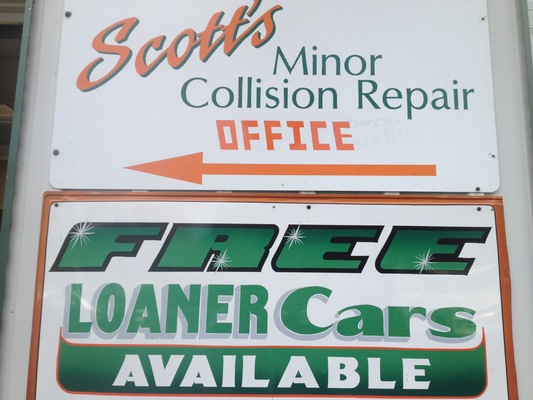 Scott's
Minor
Collision Repair
OFFICE
FREE
LOANER Cars
AVAILABLE